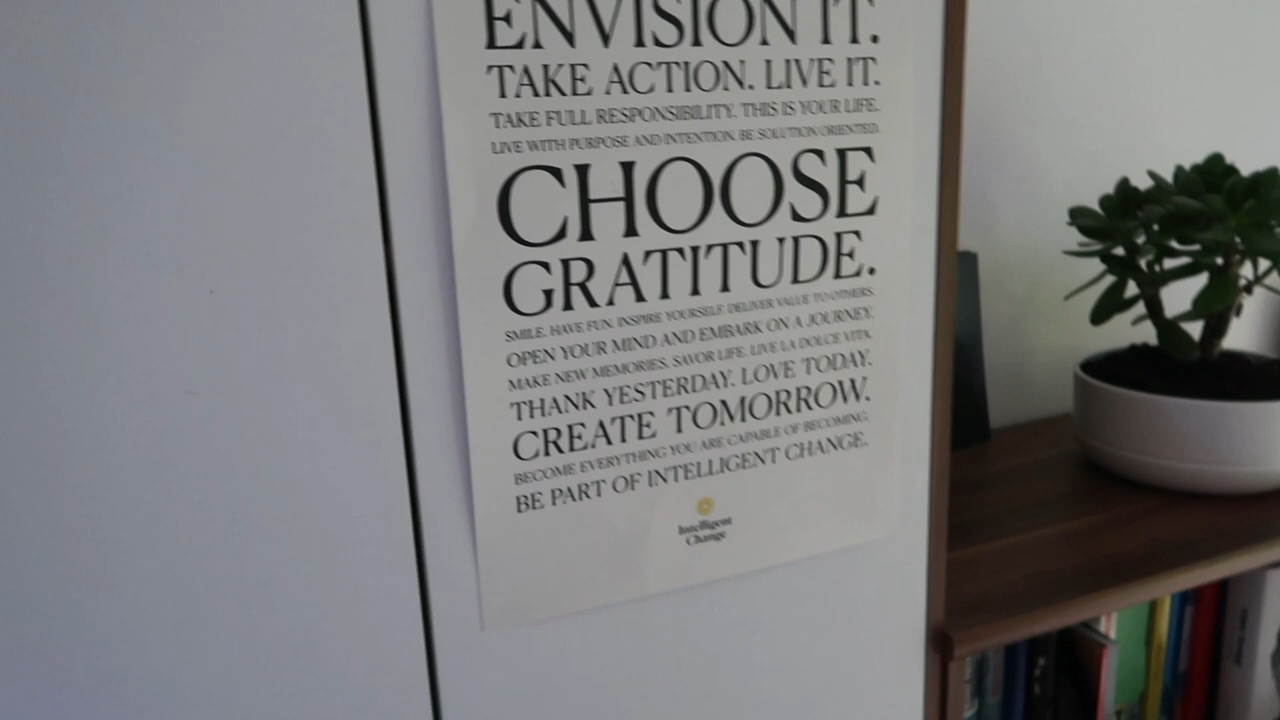 ENVISION IT.
TAKE ACTION. LIVE IT.
TAKE FULL RESPONSIBILITY. THIS IS YOUR LIFE.
LIVE WITH PURPOSE AND INTENTION. BE SOLUTION ORIENTED.
CHOOSE
GRATITUDE.
SMILE. HAVE FUN. INSPIRE YOURSELF. DELIVER VALUE TO OTHERS.
OPEN YOUR MIND AND EMBARK ON A JOURNEY.
MAKE NEW MEMORIES. SAVOR LIFE. LIVE LA DOLCE VITA.
THANK YESTERDAY. LOVE TODAY.
CREATE TOMORROW.
BECOME EVERYTHING YOU ARE CAPABLE OF BECOMING.
BE PART OF INTELLIGENT CHANGE.
Intelligent
Change